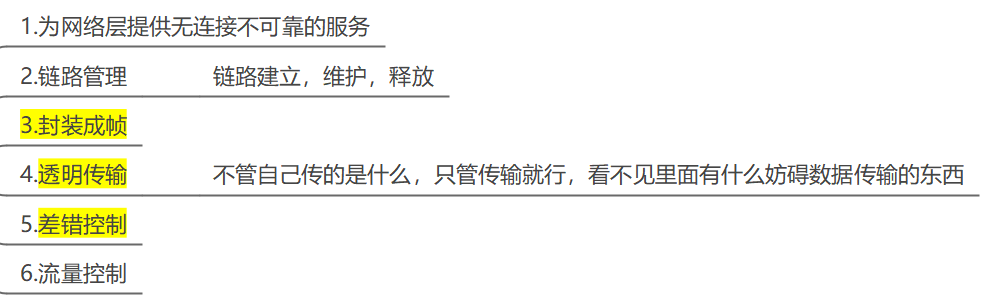 1.为网络层提供无连接不可靠的服务
2.链路管理 链路建立，维护，释放
3.封装成帧
4.透明传输 不管自己传的是什么，只管传输就行，看不见里面有什么妨碍数据传输的东西
5.差错控制
6.流量控制